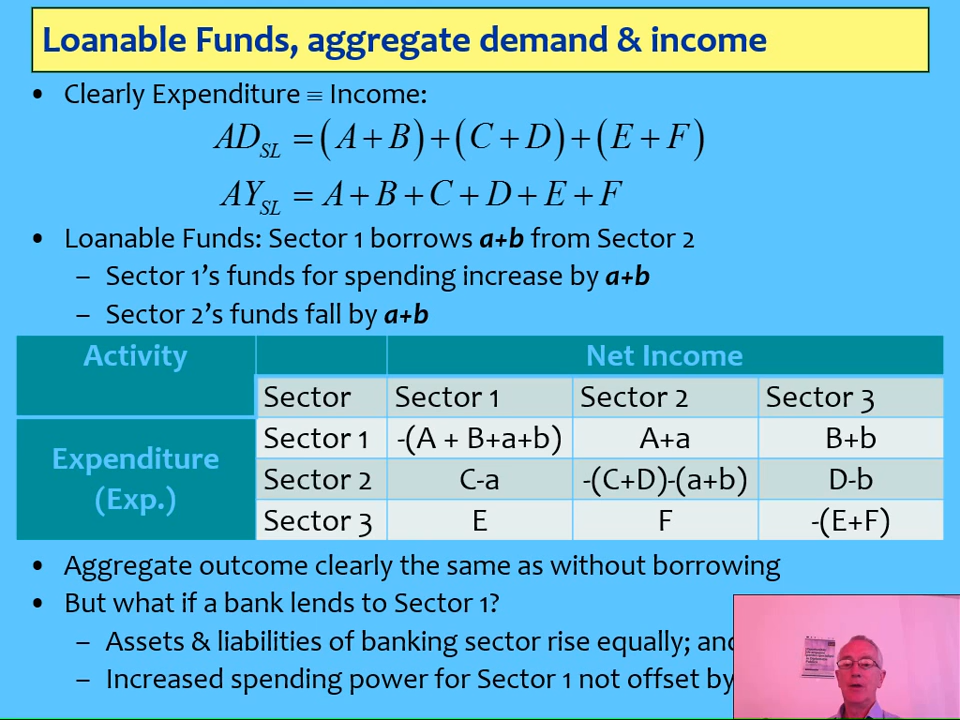 Loanable Funds, aggregate demand & income
• Clearly Expenditure ≡ Income:
AD_SL = (A + B) + (C + D) + (E + F)
AY_SL = A + B + C + D + E + F
• Loanable Funds: Sector 1 borrows a+b from Sector 2
– Sector 1's funds for spending increase by a+b
– Sector 2's funds fall by a+b
Activity Net Income
Sector Sector 1 Sector 2 Sector 3
Expenditure (Exp.)
Sector 1 -(A + B+a+b) A+a B+b
Sector 2 C-a -(C+D)-(a+b) D-b
Sector 3 E F -(E+F)
• Aggregate outcome clearly the same as without borrowing
• But what if a bank lends to Sector 1?
– Assets & liabilities of banking sector rise equally; and
– Increased spending power for Sector 1 not offset by